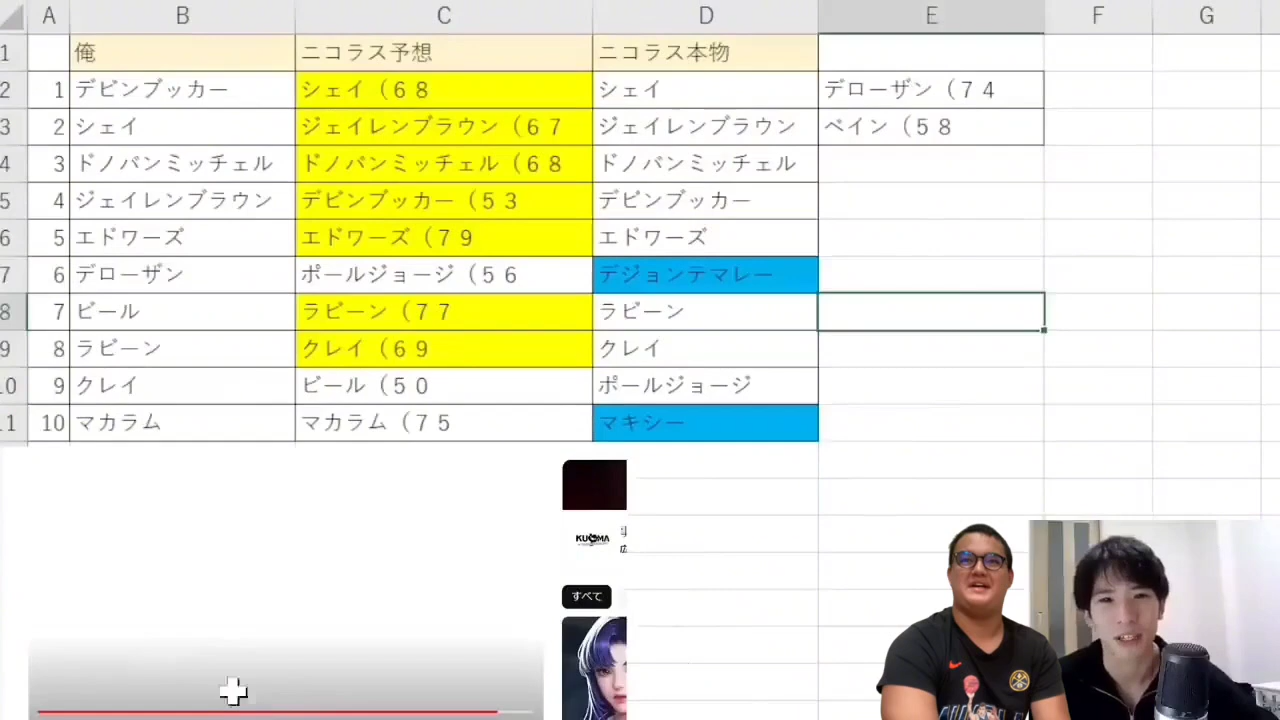 A B C D E F G
1 俺 ニコラス予想 ニコラス本物
2 1 デビンブッカー シェイ（６８ シェイ デローザン（７４
3 2 シェイ ジェイレンブラウン（６７ ジェイレンブラウン ベイン（５８
4 3 ドノバンミッチェル ドノバンミッチェル（６８ ドノバンミッチェル
5 4 ジェイレンブラウン デビンブッカー（５３ デビンブッカー
6 5 エドワーズ エドワーズ（７９ エドワーズ
7 6 デローザン ポールジョージ（５６ デジョンテマレー
8 7 ビール ラビーン（７７ ラビーン
9 8 ラビーン クレイ（６９ クレイ
10 9 クレイ ビール（５０ ポールジョージ
11 10 マカラム マカラム（７５ マキシー
KUOMA
すべて